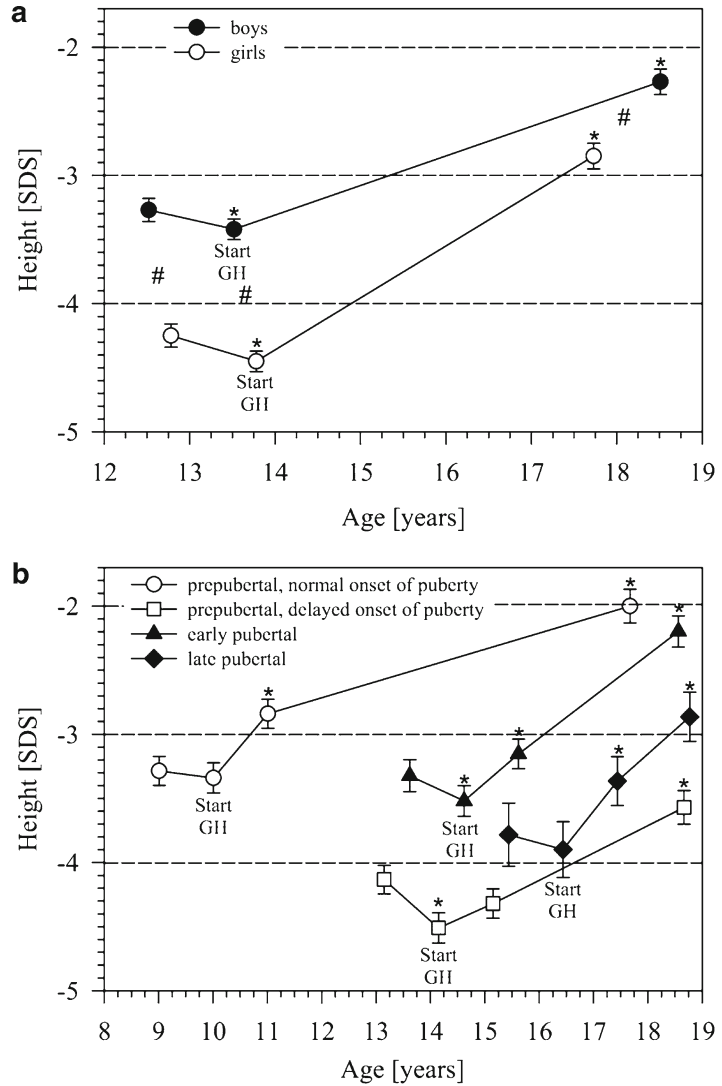 a
boys
girls
-2
*
#
*
-3
*
Start
GH
#
#
-4
*
Start
GH
-5
12 13 14 15 16 17 18 19
Height [SDS]
Age [years]
b
prepubertal, normal onset of puberty
prepubertal, delayed onset of puberty
early pubertal
late pubertal
*
-2
*
*
*
-3
*
*
Start
GH
*
*
Start
GH
-4
Start
GH
*
Start
GH
-5
8 9 10 11 12 13 14 15 16 17 18 19
Height [SDS]
Age [years]